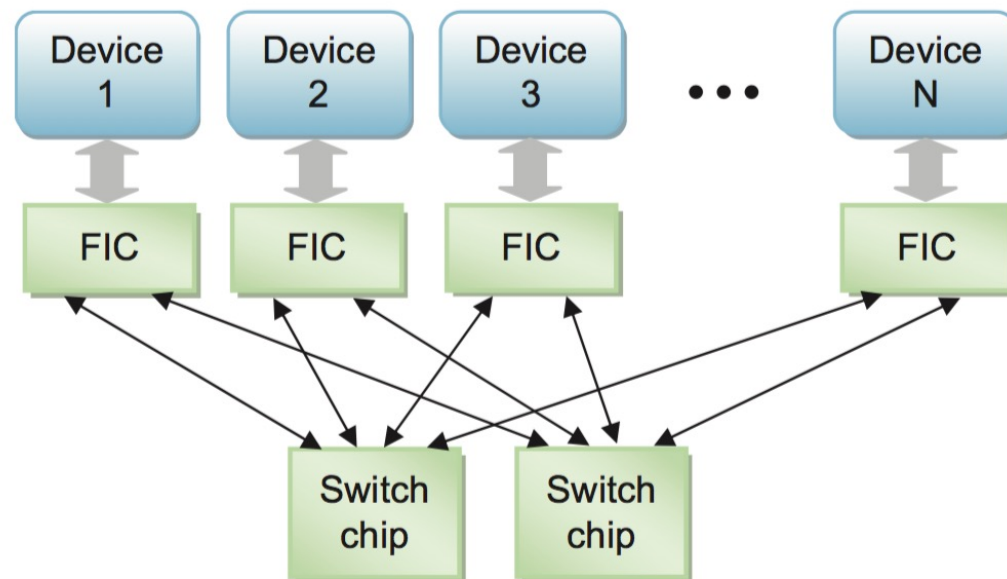 Device
1
Device
2
Device
3
...
Device
N
FIC
FIC
FIC
FIC
Switch
chip
Switch
chip